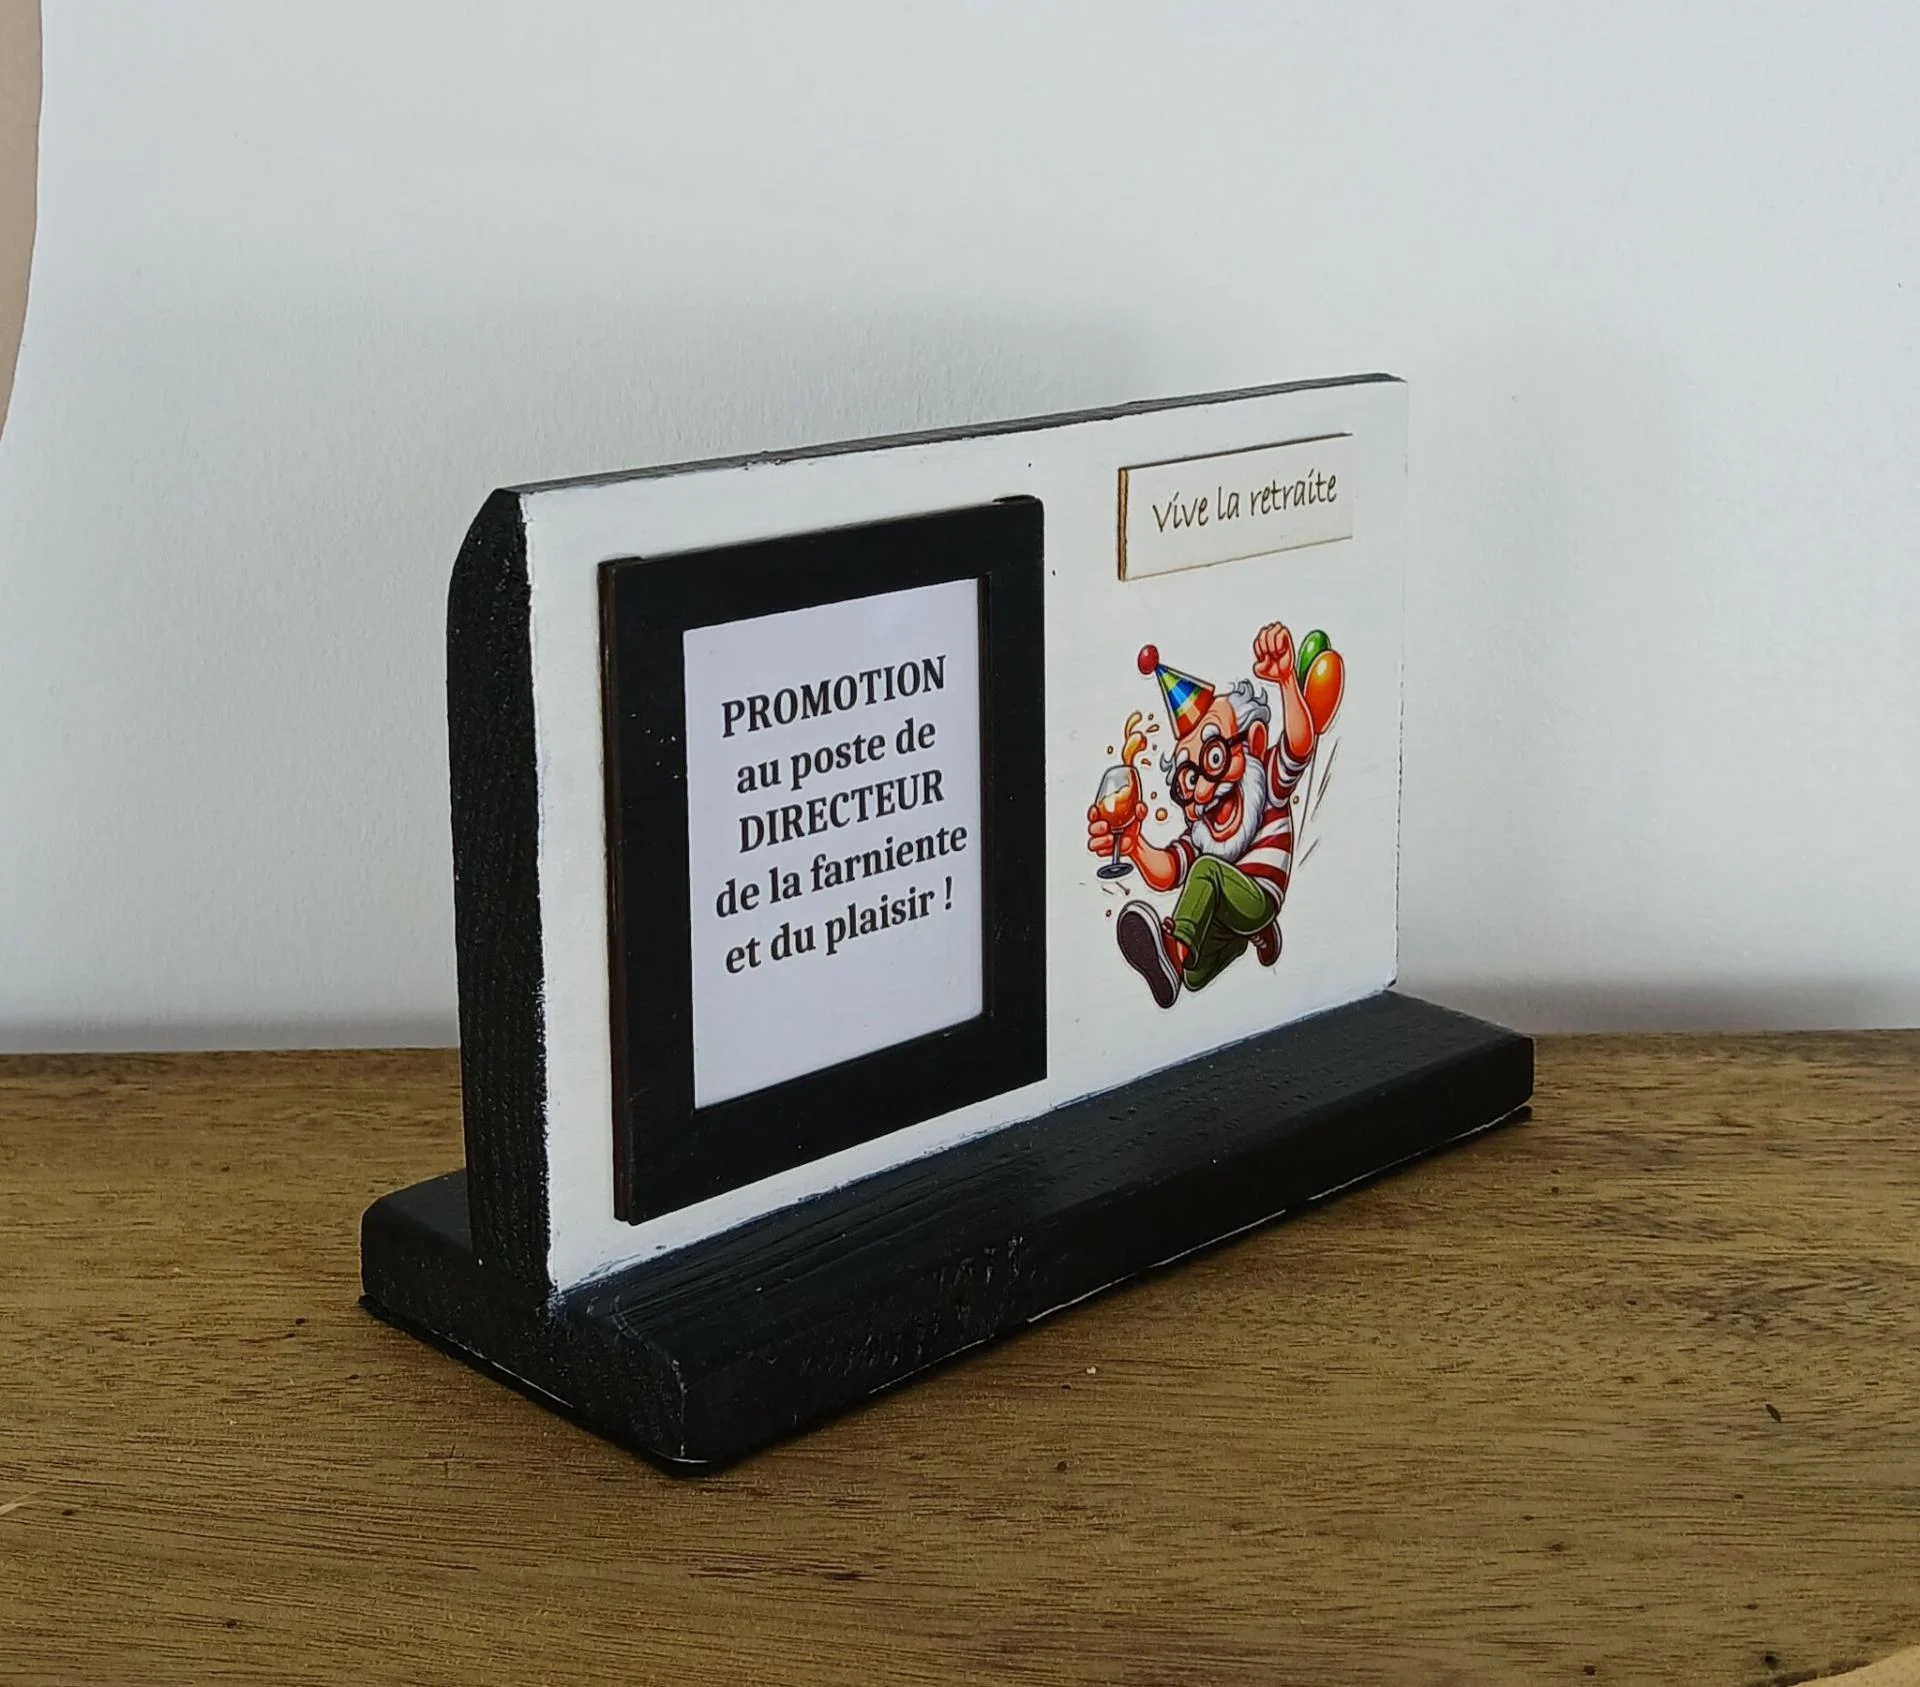 PROMOTION
au poste de
DIRECTEUR
de la farniente
et du plaisir !
Vive la retraite